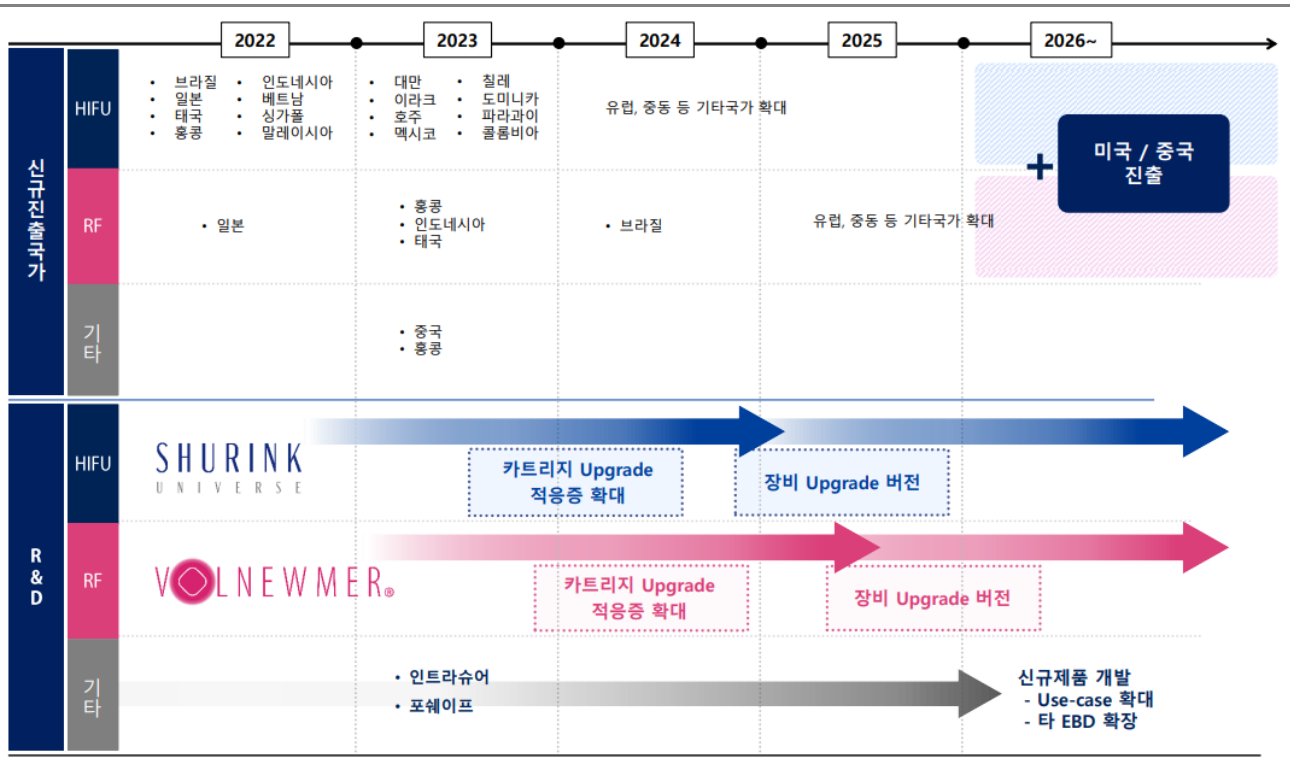 2022
2023
2024
2025
2026~
신규진출국가
HIFU
• 브라질
• 일본
• 태국
• 홍콩
• 인도네시아
• 베트남
• 싱가폴
• 말레이시아
• 대만
• 이라크
• 호주
• 멕시코
• 칠레
• 도미니카
• 파라과이
• 콜롬비아
유럽, 중동 등 기타국가 확대
+
미국 / 중국
진출
RF
• 일본
• 홍콩
• 인도네시아
• 태국
• 브라질
유럽, 중동 등 기타국가 확대
기타
• 중국
• 홍콩
R&D
HIFU
SHURINK
UNIVERSE
카트리지 Upgrade
적응증 확대
장비 Upgrade 버전
RF
VOLNEWMER®
카트리지 Upgrade
적응증 확대
장비 Upgrade 버전
기타
• 인트라슈어
• 포쉐이프
신규제품 개발
- Use-case 확대
- 타 EBD 확장